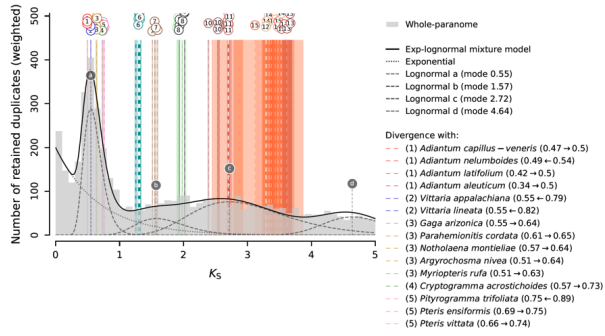 Number of retained duplicates (weighted)
500
400
300
200
100
0
0
1
2
3
4
5
K_S
a
b
c
d
Whole-paranome
Exp-lognormal mixture model
Exponential
Lognormal a (mode 0.55)
Lognormal b (mode 1.57)
Lognormal c (mode 2.72)
Lognormal d (mode 4.64)
Divergence with:
(1) Adiantum capillus−veneris (0.47→0.5)
(1) Adiantum nelumboides (0.49←0.54)
(1) Adiantum latifolium (0.42→0.5)
(1) Adiantum aleuticum (0.34→0.5)
(2) Vittaria appalachiana (0.55←0.79)
(2) Vittaria lineata (0.55←0.82)
(3) Gaga arizonica (0.55→0.64)
(3) Parahemionitis cordata (0.61→0.65)
(3) Notholaena montieliae (0.57→0.64)
(3) Argyrochosma nivea (0.51→0.64)
(3) Myriopteris rufa (0.51→0.63)
(4) Cryptogramma acrostichoides (0.57→0.73)
(5) Pityrogramma trifoliata (0.75←0.89)
(5) Pteris ensiformis (0.69→0.75)
(5) Pteris vittata (0.66→0.74)